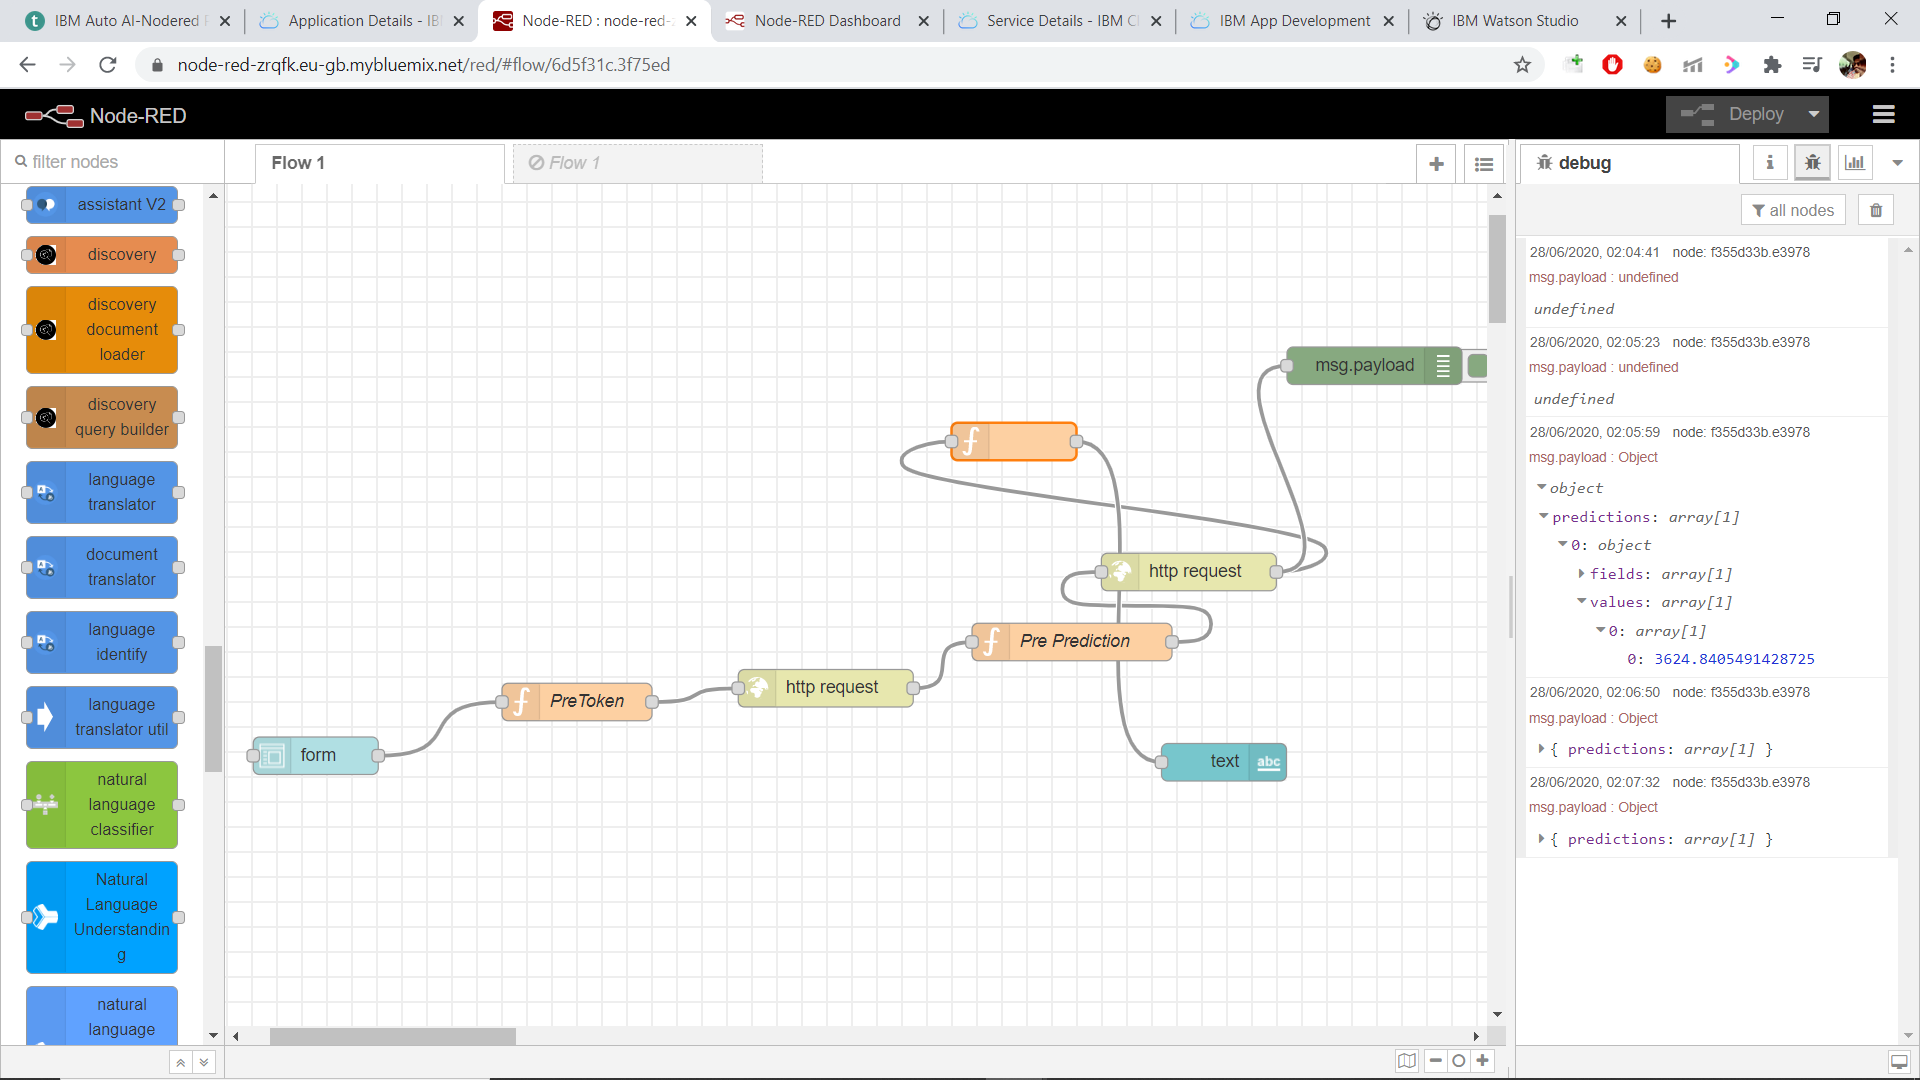 IBM Auto AI-Nodered
Application Details - IB
Node-RED : node-red-
Node-RED Dashboard
Service Details - IBM Cl
IBM App Development
IBM Watson Studio
node-red-zrqfk.eu-gb.mybluemix.net/red/#flow/6d5f31c.3f75ed
Node-RED
Deploy
filter nodes
Flow 1
Flow 1
debug
all nodes
assistant V2
discovery
discovery
document
loader
discovery
query builder
language
translator
document
translator
language
identify
language
translator util
natural
language
classifier
Natural
Language
Understandin
g
natural
language
form
PreToken
http request
Pre Prediction
http request
msg.payload
text
abc
28/06/2020, 02:04:41 node: f355d33b.e3978
msg.payload : undefined
undefined
28/06/2020, 02:05:23 node: f355d33b.e3978
msg.payload : undefined
undefined
28/06/2020, 02:05:59 node: f355d33b.e3978
msg.payload : Object
object
predictions: array[1]
0: object
fields: array[1]
values: array[1]
0: array[1]
0: 3624.8405491428725
28/06/2020, 02:06:50 node: f355d33b.e3978
msg.payload : Object
{ predictions: array[1] }
28/06/2020, 02:07:32 node: f355d33b.e3978
msg.payload : Object
{ predictions: array[1] }